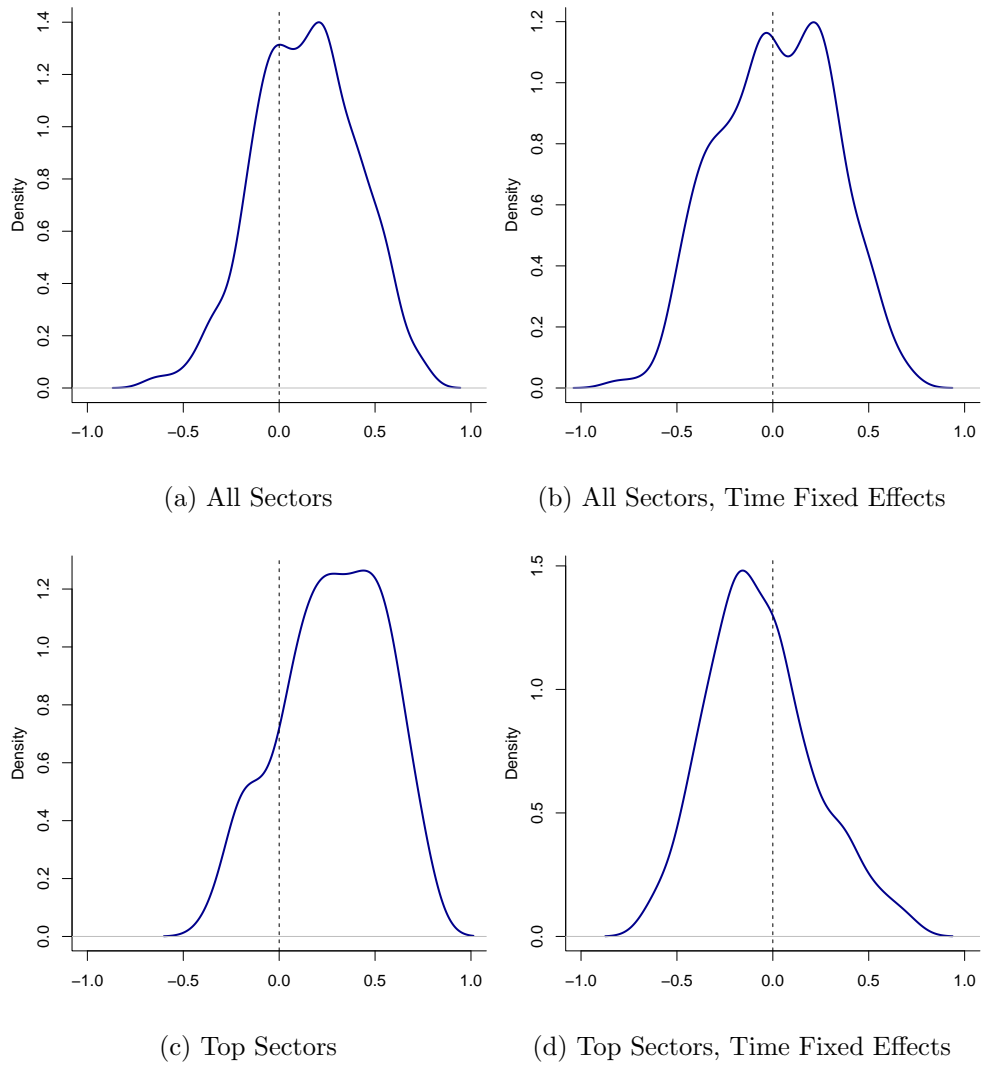 Density
0.0 0.2 0.4 0.6 0.8 1.0 1.2 1.4
−1.0 −0.5 0.0 0.5 1.0
(a) All Sectors
Density
0.0 0.2 0.4 0.6 0.8 1.0 1.2
−1.0 −0.5 0.0 0.5 1.0
(b) All Sectors, Time Fixed Effects
Density
0.0 0.2 0.4 0.6 0.8 1.0 1.2
−1.0 −0.5 0.0 0.5 1.0
(c) Top Sectors
Density
0.0 0.5 1.0 1.5
−1.0 −0.5 0.0 0.5 1.0
(d) Top Sectors, Time Fixed Effects